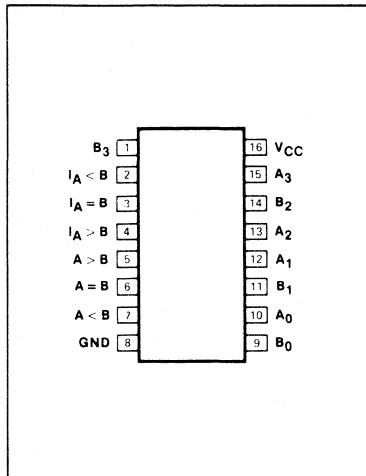 B3 1 16 VCC
IA < B 2 15 A3
IA = B 3 14 B2
IA > B 4 13 A2
A > B 5 12 A1
A = B 6 11 B1
A < B 7 10 A0
GND 8 9 B0